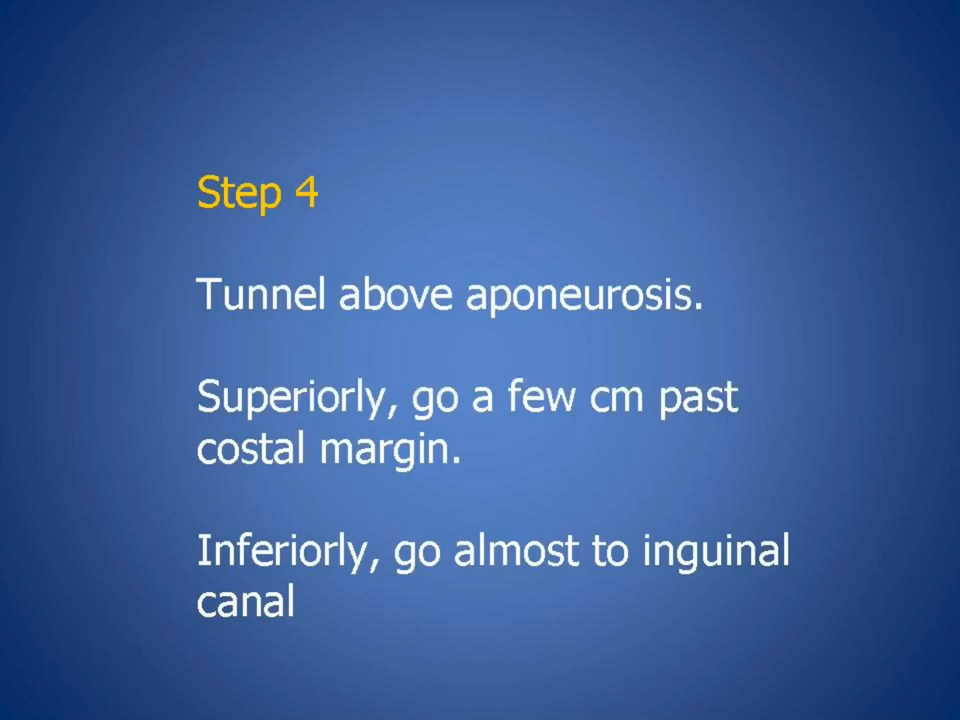 Step 4
Tunnel above aponeurosis.
Superiorly, go a few cm past
costal margin.
Inferiorly, go almost to inguinal
canal